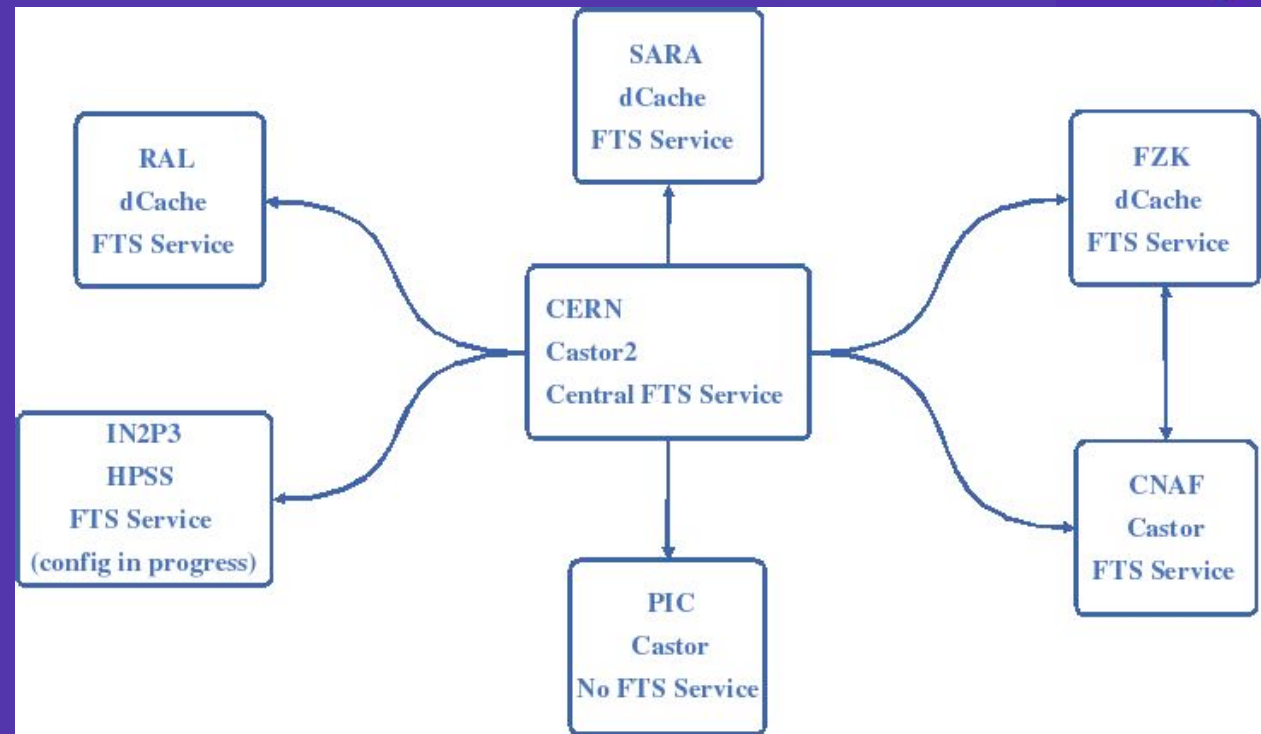 SARA
dCache
FTS Service
RAL
dCache
FTS Service
FZK
dCache
FTS Service
CERN
Castor2
Central FTS Service
IN2P3
HPSS
FTS Service
(config in progress)
CNAF
Castor
FTS Service
PIC
Castor
No FTS Service